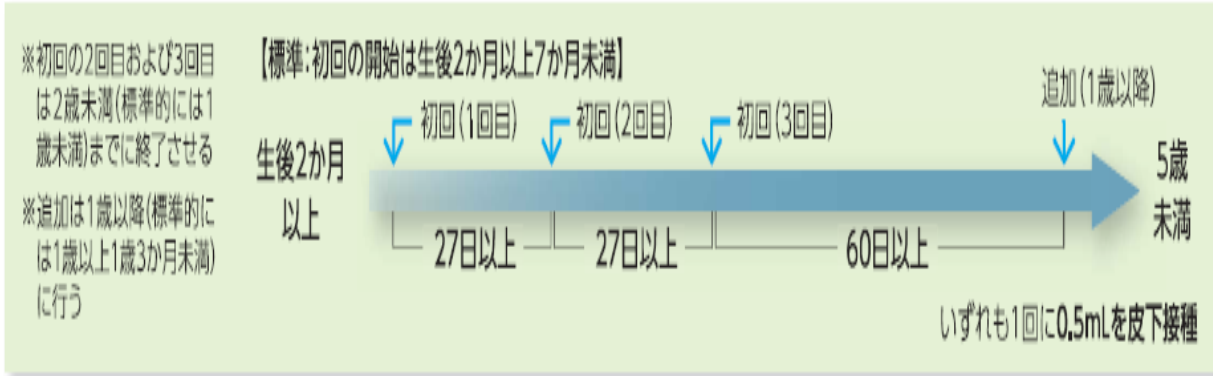 ※初回の2回目および3回目
は2歳未満(標準的には1
歳未満)までに終了させる
※追加は1歳以降(標準的に
は1歳以上1歳3か月未満)
に行う
【標準:初回の開始は生後2か月以上7か月未満】
初回(1回目)
初回(2回目)
初回(3回目)
追加(1歳以降)
生後2か月
以上
5歳
未満
27日以上
27日以上
60日以上
いずれも1回に0.5mLを皮下接種